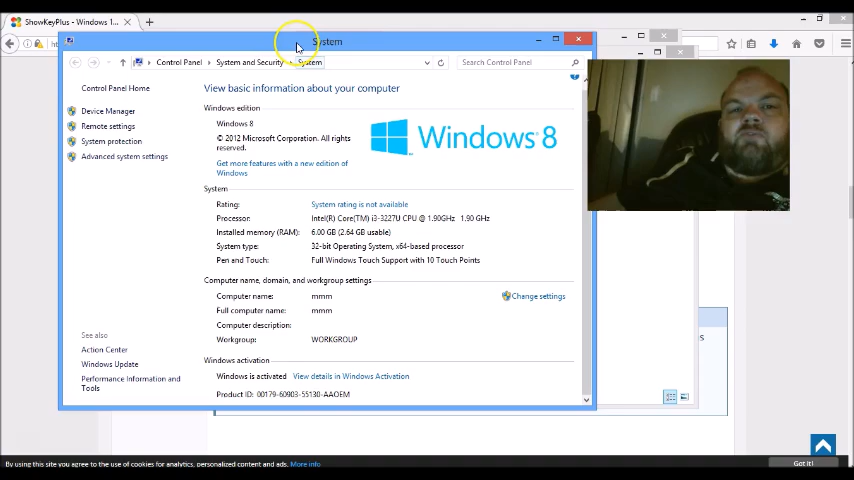 ShowKeyPlus - Windows 1
System
Control Panel
System and Security
System
Search Control Panel
Control Panel Home
Device Manager
Remote settings
System protection
Advanced system settings
View basic information about your computer
Windows edition
Windows 8
© 2012 Microsoft Corporation. All rights
reserved.
Get more features with a new edition of
Windows
Windows 8
System
Rating: System rating is not available
Processor: Intel(R) Core(TM) i3-3227U CPU @ 1.90GHz 1.90 GHz
Installed memory (RAM): 6.00 GB (2.64 GB usable)
System type: 32-bit Operating System, x64-based processor
Pen and Touch: Full Windows Touch Support with 10 Touch Points
Computer name, domain, and workgroup settings
Computer name: mmm
Change settings
Full computer name: mmm
Computer description:
Workgroup: WORKGROUP
Windows activation
Windows is activated View details in Windows Activation
Product ID: 00179-60903-55130-AAOEM
See also
Action Center
Windows Update
Performance Information and
Tools
By using this site you agree to the use of cookies for analytics, personalized content and ads. More info
Got it!